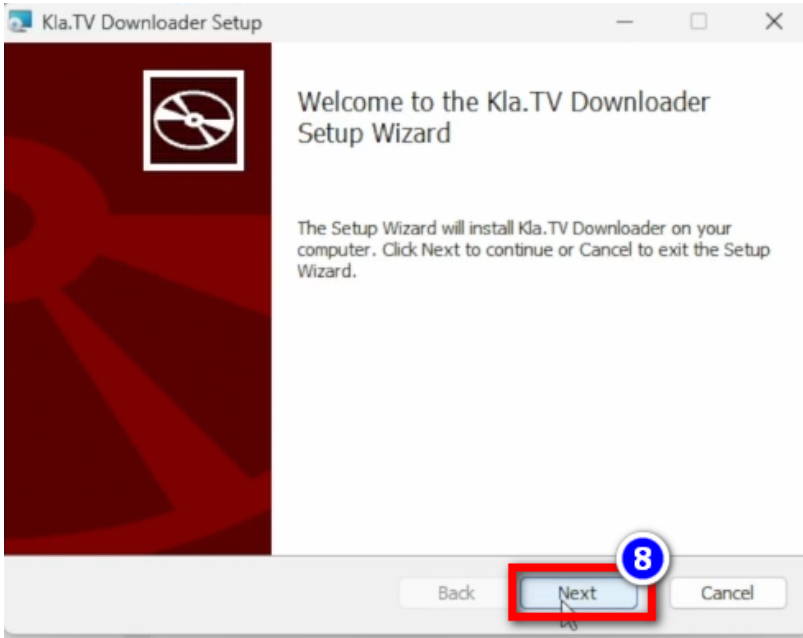 Kla.TV Downloader Setup
Welcome to the Kla.TV Downloader
Setup Wizard
The Setup Wizard will install Kla.TV Downloader on your
computer. Click Next to continue or Cancel to exit the Setup
Wizard.
8
Back Next Cancel